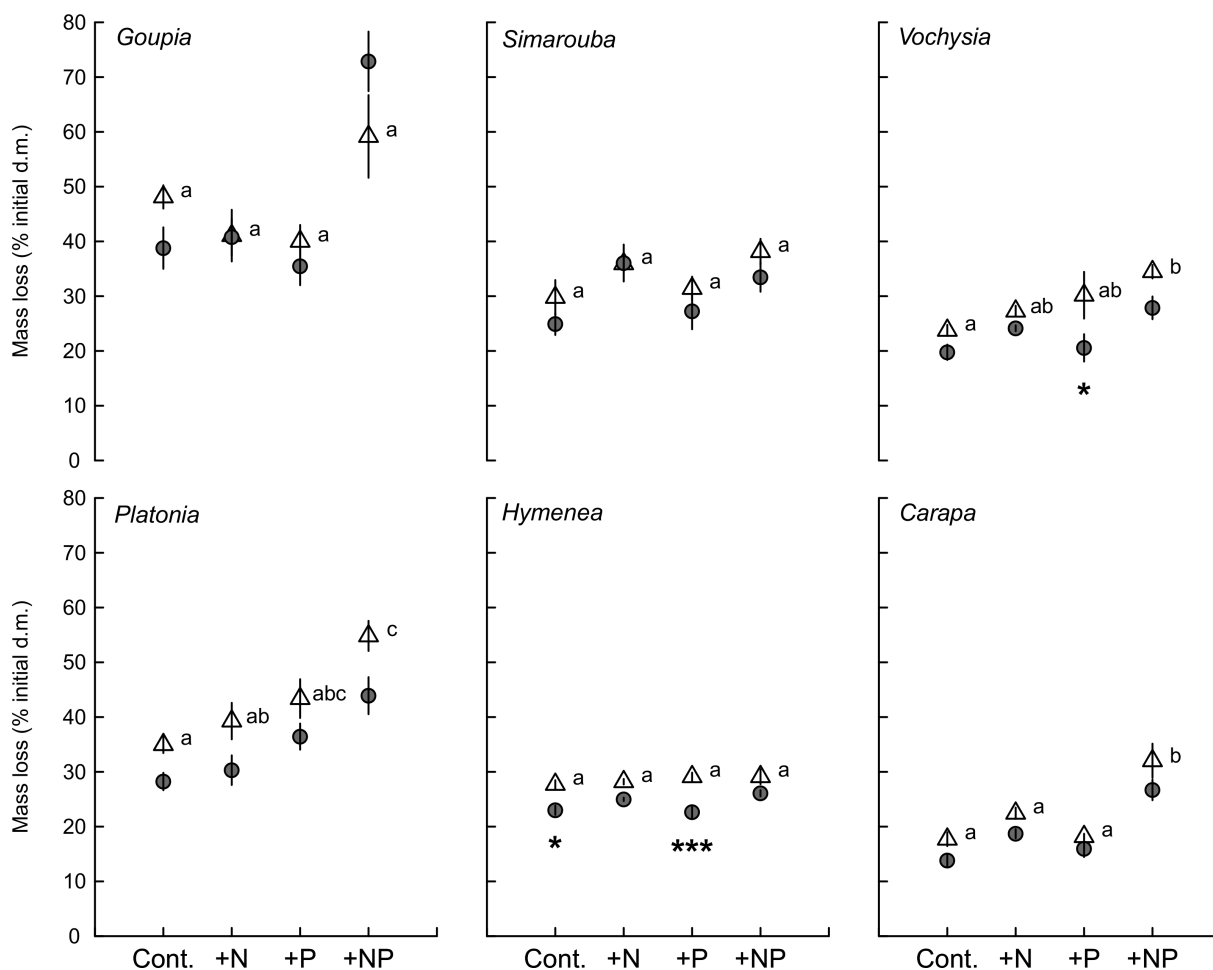 Goupia
Simarouba
Vochysia
Mass loss (% initial d.m.)
80
70
60
50
40
30
20
10
0
a
a
a
a
a
a
a
a
a
ab
ab
b
*
Platonia
Hymenea
Carapa
Mass loss (% initial d.m.)
80
70
60
50
40
30
20
10
0
a
ab
abc
c
a
a
a
a
*
***
a
a
a
b
Cont. +N +P +NP
Cont. +N +P +NP
Cont. +N +P +NP